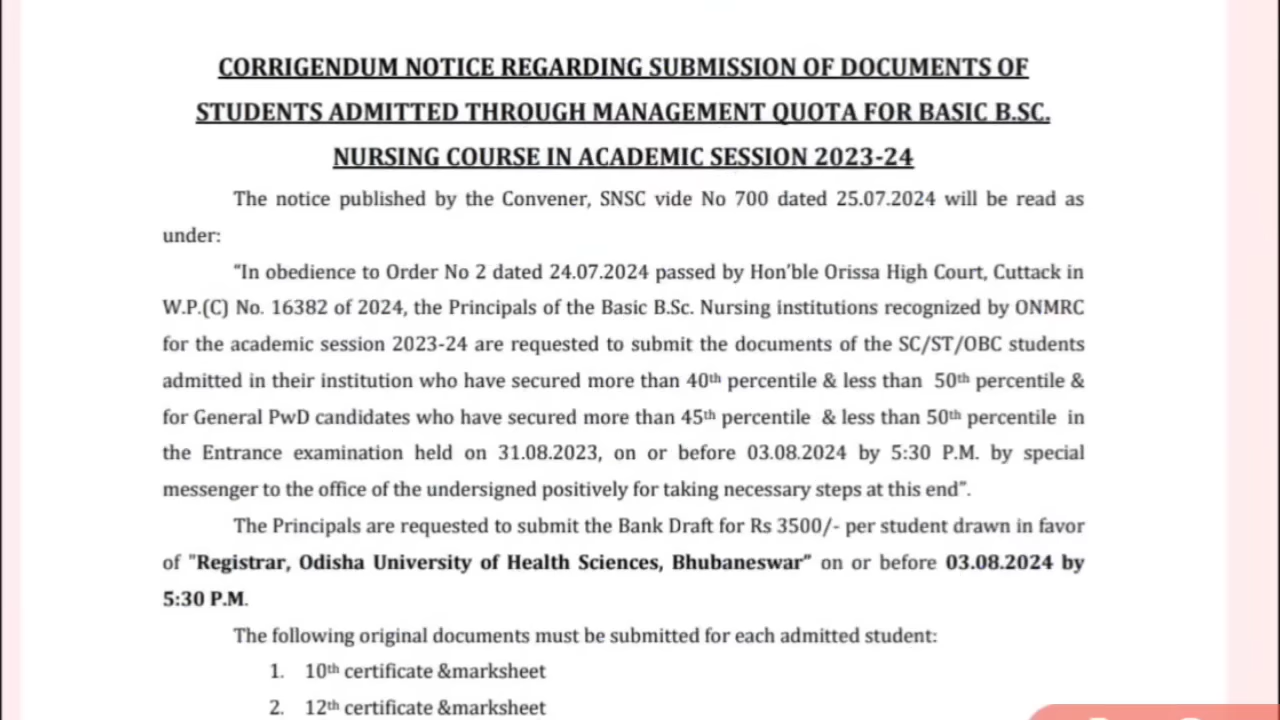 CORRIGENDUM NOTICE REGARDING SUBMISSION OF DOCUMENTS OF
STUDENTS ADMITTED THROUGH MANAGEMENT QUOTA FOR BASIC B.SC.
NURSING COURSE IN ACADEMIC SESSION 2023-24
The notice published by the Convener, SNSC vide No 700 dated 25.07.2024 will be read as
under:
“In obedience to Order No 2 dated 24.07.2024 passed by Hon’ble Orissa High Court, Cuttack in
W.P.(C) No. 16382 of 2024, the Principals of the Basic B.Sc. Nursing institutions recognized by ONMRC
for the academic session 2023-24 are requested to submit the documents of the SC/ST/OBC students
admitted in their institution who have secured more than 40th percentile & less than 50th percentile &
for General PwD candidates who have secured more than 45th percentile & less than 50th percentile in
the Entrance examination held on 31.08.2023, on or before 03.08.2024 by 5:30 P.M. by special
messenger to the office of the undersigned positively for taking necessary steps at this end”.
The Principals are requested to submit the Bank Draft for Rs 3500/- per student drawn in favor
of "Registrar, Odisha University of Health Sciences, Bhubaneswar” on or before 03.08.2024 by
5:30 P.M.
The following original documents must be submitted for each admitted student:
1. 10th certificate &marksheet
2. 12th certificate &marksheet